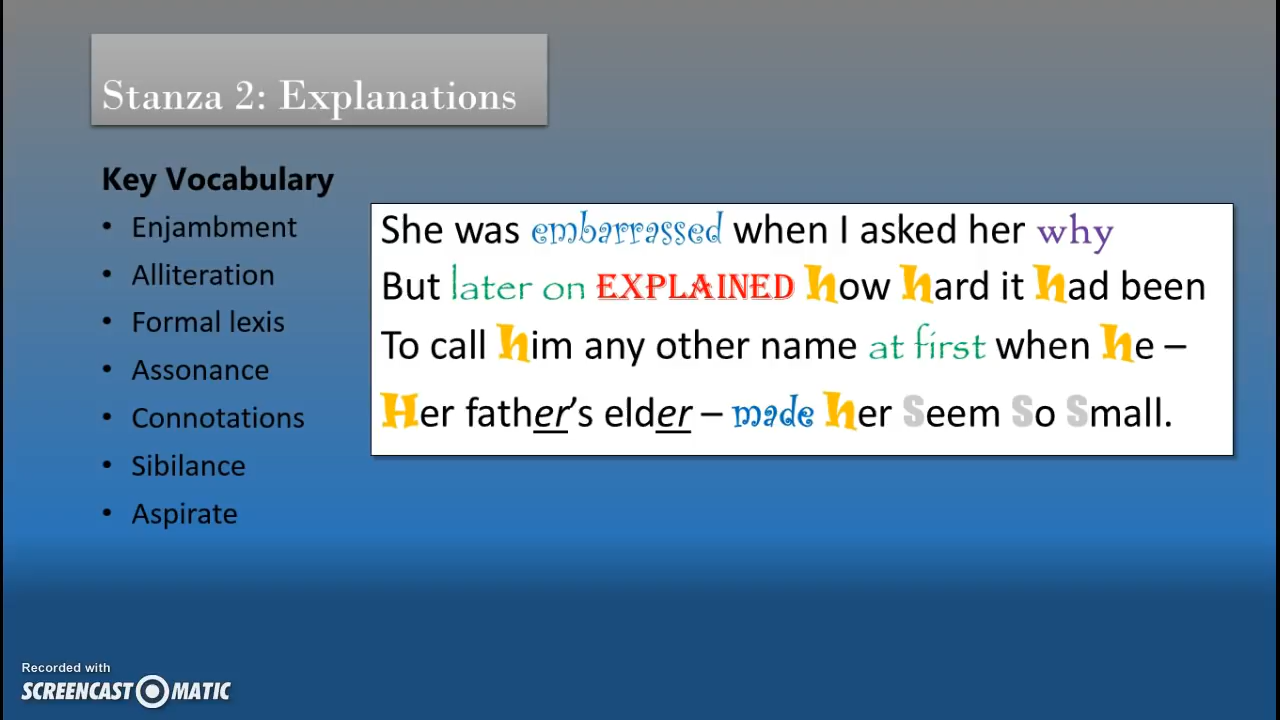 Stanza 2: Explanations
Key Vocabulary
• Enjambment
• Alliteration
• Formal lexis
• Assonance
• Connotations
• Sibilance
• Aspirate
She was embarrassed when I asked her why
But later on EXPLAINED how hard it had been
To call him any other name at first when he –
Her father's elder – made her Seem So Small.
Recorded with
SCREENCAST MATIC